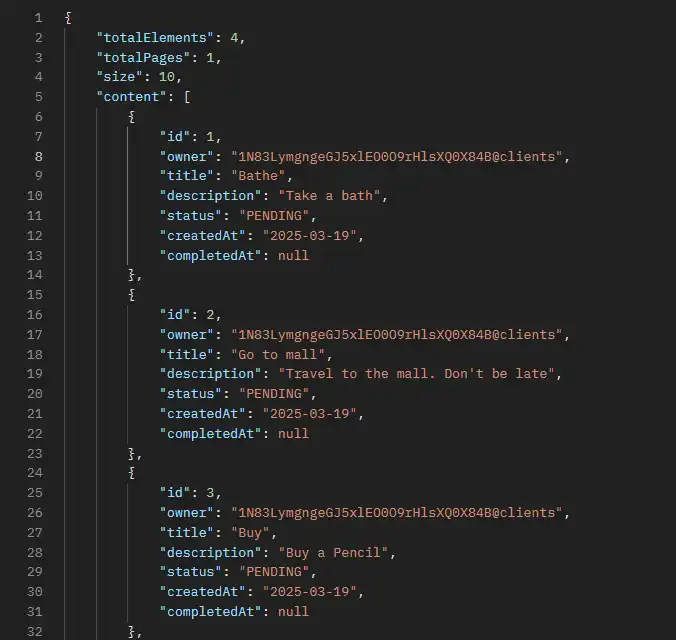 1 {
2 "totalElements": 4,
3 "totalPages": 1,
4 "size": 10,
5 "content": [
6 {
7 "id": 1,
8 "owner": "1N83LymgngeGJ5xlEO0O9rHlsXQ0X84B@clients",
9 "title": "Bathe",
10 "description": "Take a bath",
11 "status": "PENDING",
12 "createdAt": "2025-03-19",
13 "completedAt": null
14 },
15 {
16 "id": 2,
17 "owner": "1N83LymgngeGJ5xlEO0O9rHlsXQ0X84B@clients",
18 "title": "Go to mall",
19 "description": "Travel to the mall. Don't be late",
20 "status": "PENDING",
21 "createdAt": "2025-03-19",
22 "completedAt": null
23 },
24 {
25 "id": 3,
26 "owner": "1N83LymgngeGJ5xlEO0O9rHlsXQ0X84B@clients",
27 "title": "Buy",
28 "description": "Buy a Pencil",
29 "status": "PENDING",
30 "createdAt": "2025-03-19",
31 "completedAt": null
32 },